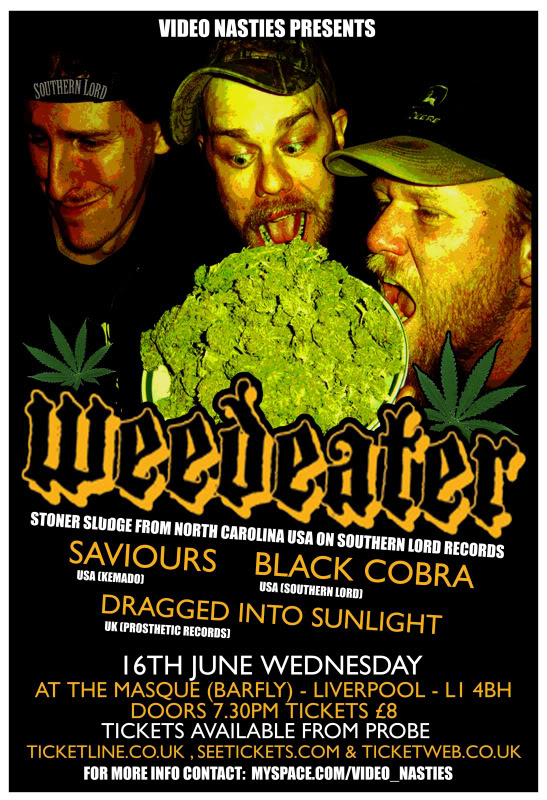 VIDEO NASTIES PRESENTS
SOUTHERN LORD
DEERE
weedeater
STONER SLUDGE FROM NORTH CAROLINA USA ON SOUTHERN LORD RECORDS
SAVIOURS BLACK COBRA
USA (KEMADO) USA (SOUTHERN LORD)
DRAGGED INTO SUNLIGHT
UK (PROSTHETIC RECORDS)
16TH JUNE WEDNESDAY
AT THE MASQUE (BARFLY) - LIVERPOOL - L1 4BH
DOORS 7.30PM TICKETS £8
TICKETS AVAILABLE FROM PROBE
TICKETLINE.CO.UK , SEETICKETS.COM & TICKETWEB.CO.UK
FOR MORE INFO CONTACT: MYSPACE.COM/VIDEO_NASTIES